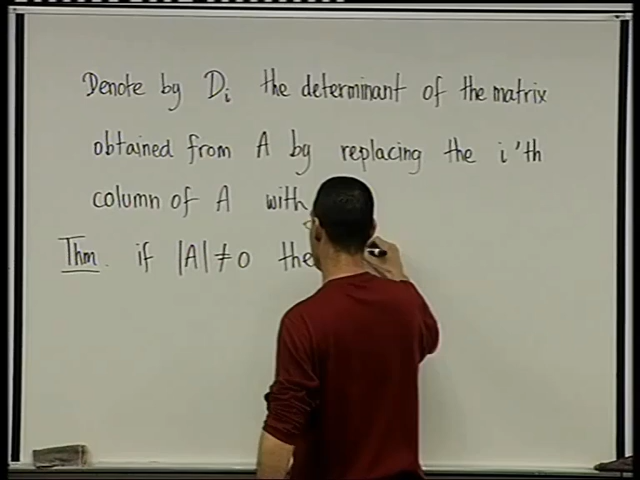 Denote by Di the determinant of the matrix
obtained from A by replacing the i'th
column of A with
Thm. if |A| ≠ 0 the